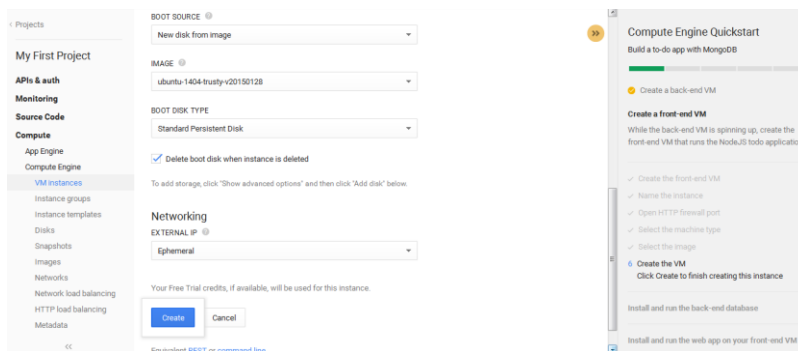 ‹ Projects
My First Project
APIs & auth
Monitoring
Source Code
Compute
App Engine
Compute Engine
VM instances
Instance groups
Instance templates
Disks
Snapshots
Images
Networks
Network load balancing
HTTP load balancing
Metadata
BOOT SOURCE
New disk from image
IMAGE
ubuntu-1404-trusty-v20150128
BOOT DISK TYPE
Standard Persistent Disk
Delete boot disk when instance is deleted
To add storage, click "Show advanced options" and then click "Add disk" below.
Networking
EXTERNAL IP
Ephemeral
Your Free Trial credits, if available, will be used for this instance.
Create Cancel
Equivalent REST or command line
Compute Engine Quickstart
Build a to-do app with MongoDB
Create a back-end VM
Create a front-end VM
While the back-end VM is spinning up, create the
front-end VM that runs the NodeJS todo applicatio
Create the front-end VM
Name the instance
Open HTTP firewall port
Select the machine type
Select the image
6 Create the VM
Click Create to finish creating this instance
Install and run the back-end database
Install and run the web app on your front-end VM